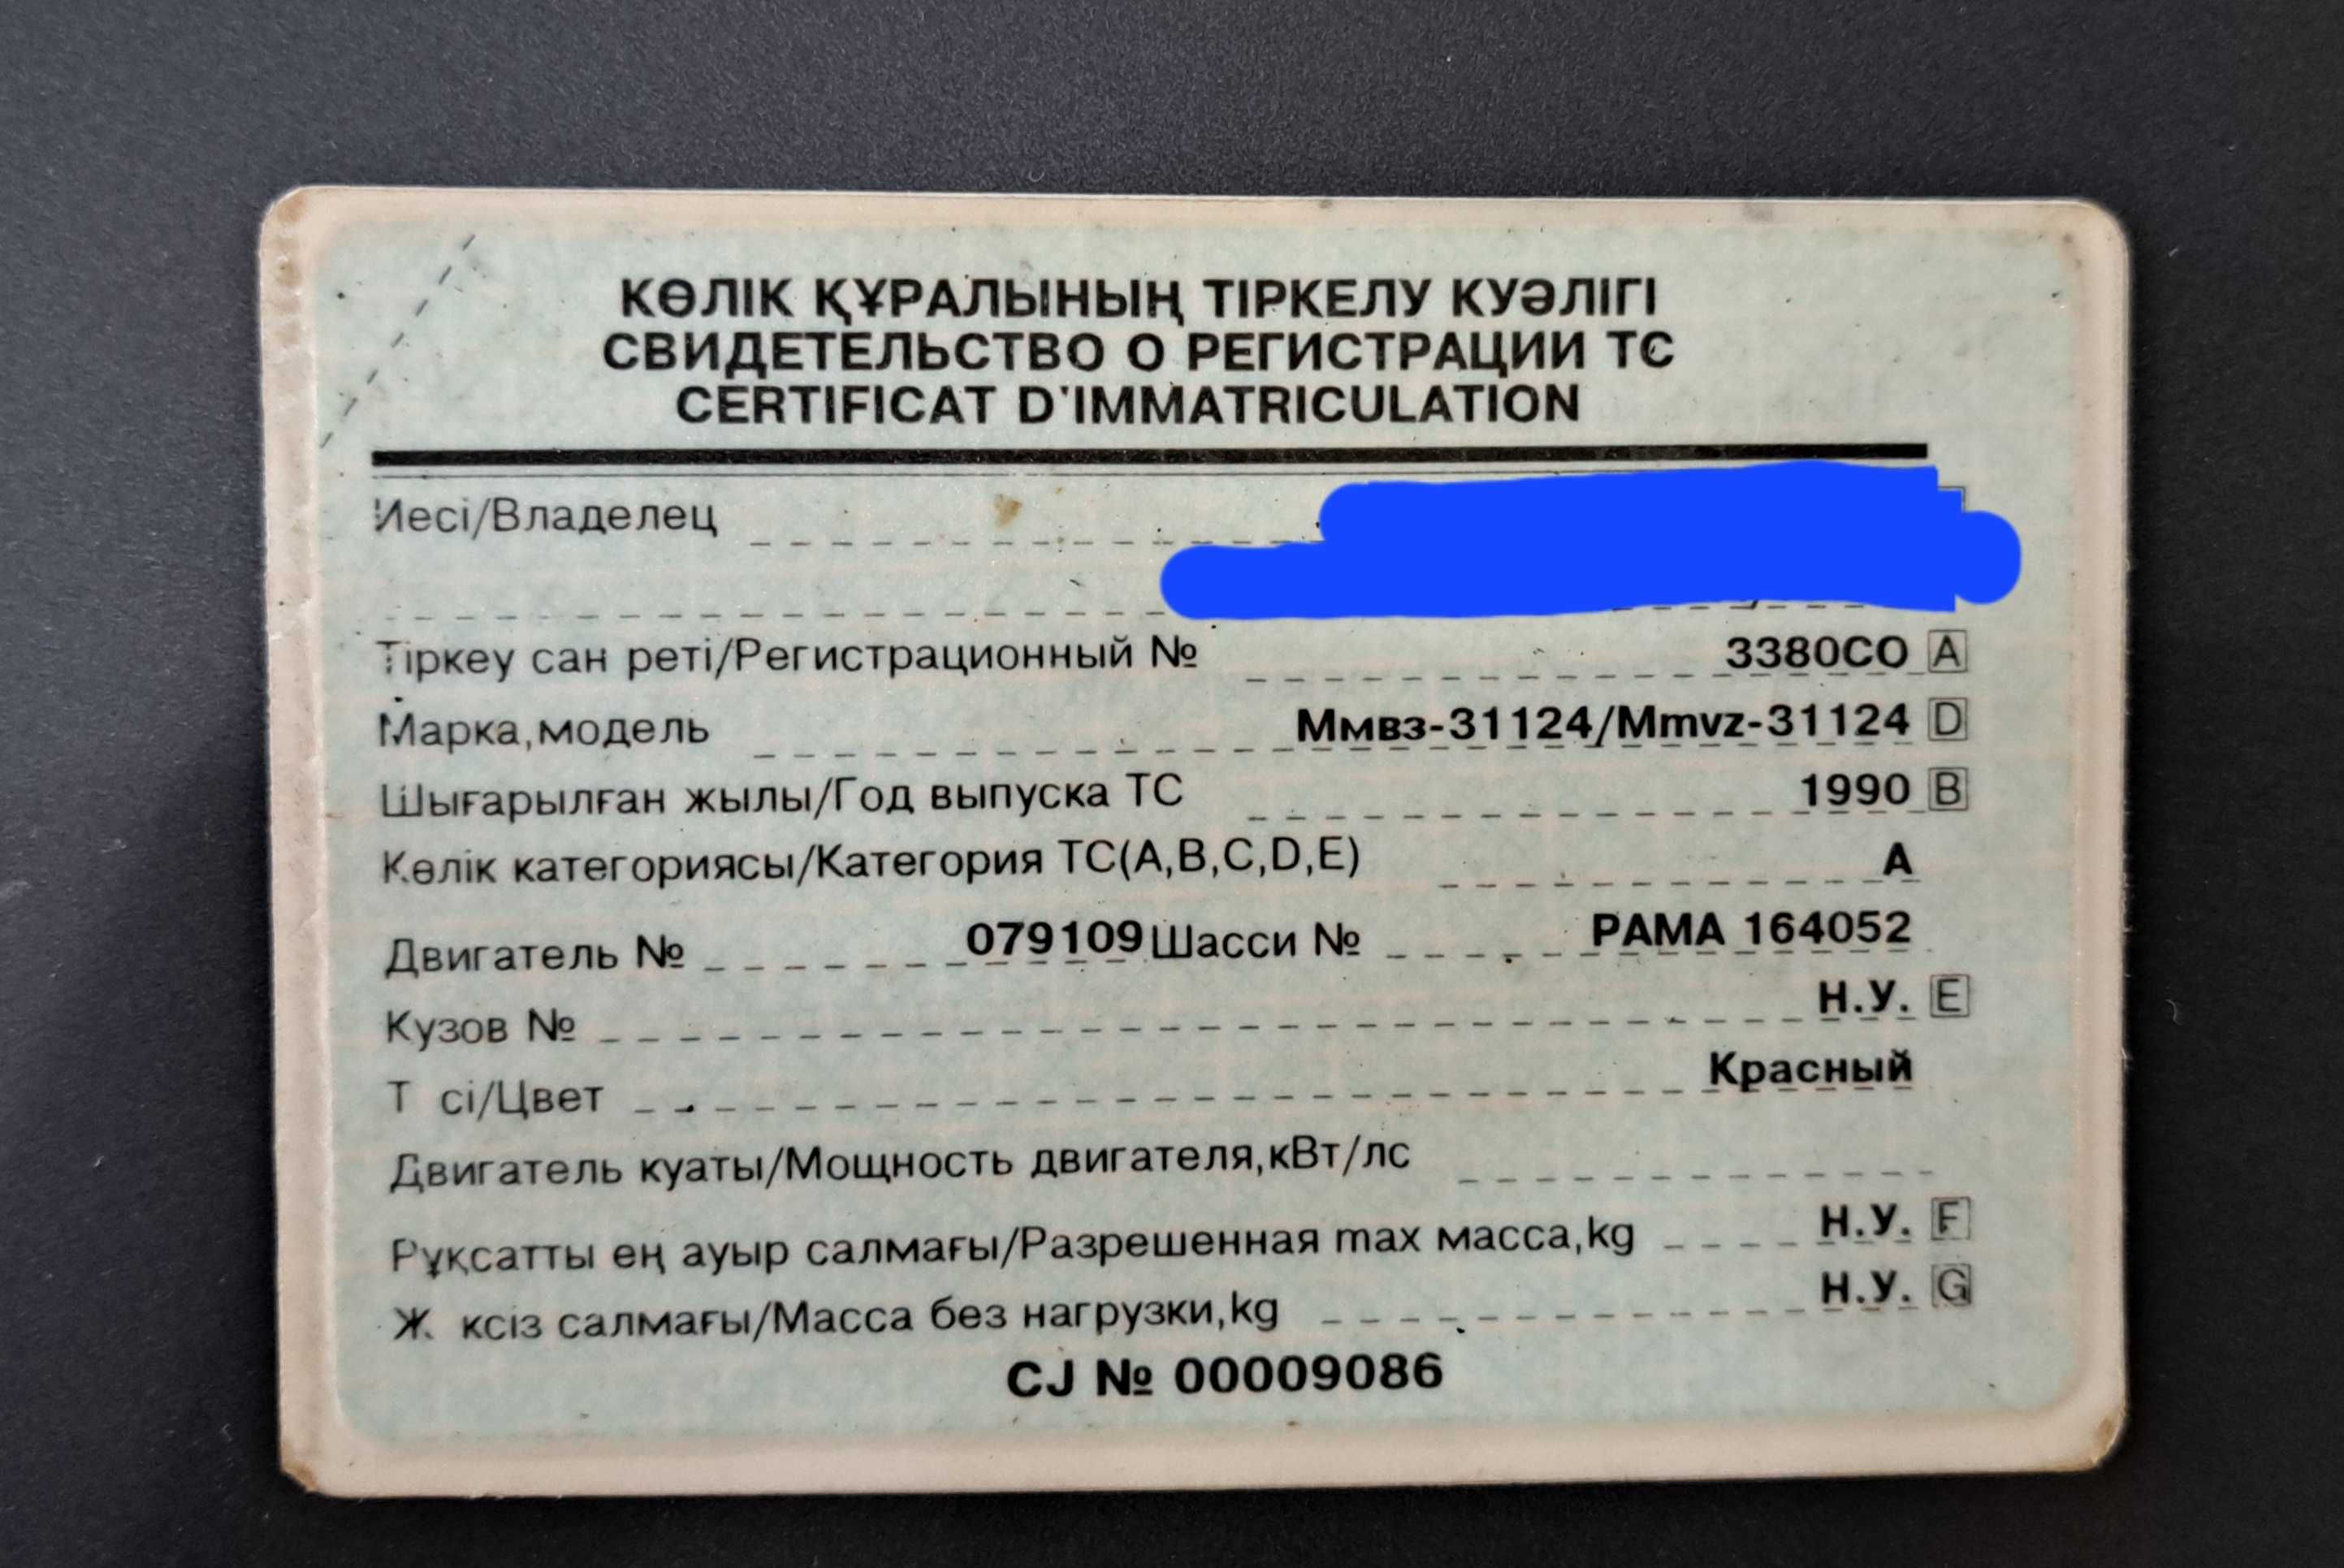 КӨЛІК ҚҰРАЛЫНЫҢ ТІРКЕЛУ КУӘЛІГІ
СВИДЕТЕЛЬСТВО О РЕГИСТРАЦИИ ТС
CERTIFICAT D'IMMATRICULATION
Иесі/Владелец
Тіркеу сан реті/Регистрационный № 3380CO A
Марка,модель Ммвз-31124/Mmvz-31124 D
Шығарылған жылы/Год выпуска ТС 1990 B
Көлік категориясы/Категория ТС(A,B,C,D,E) A
Двигатель № 079109 Шасси № РАМА 164052
Кузов № Н.У. E
Т сі/Цвет Красный
Двигатель куаты/Мощность двигателя,кВт/лс
Рұқсатты ең ауыр салмағы/Разрешенная max масса,kg Н.У. F
Ж ксіз салмағы/Масса без нагрузки,kg Н.У. G
CJ № 00009086